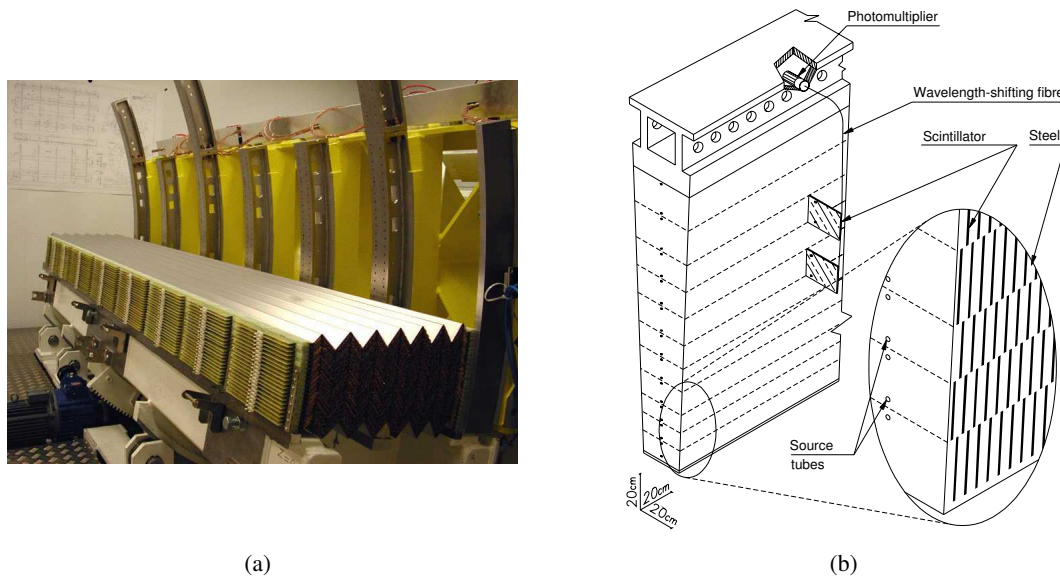 Photomultiplier
Wavelength-shifting fibre
Scintillator
Steel
Source
tubes
20cm
20cm
20cm
(a)
(b)